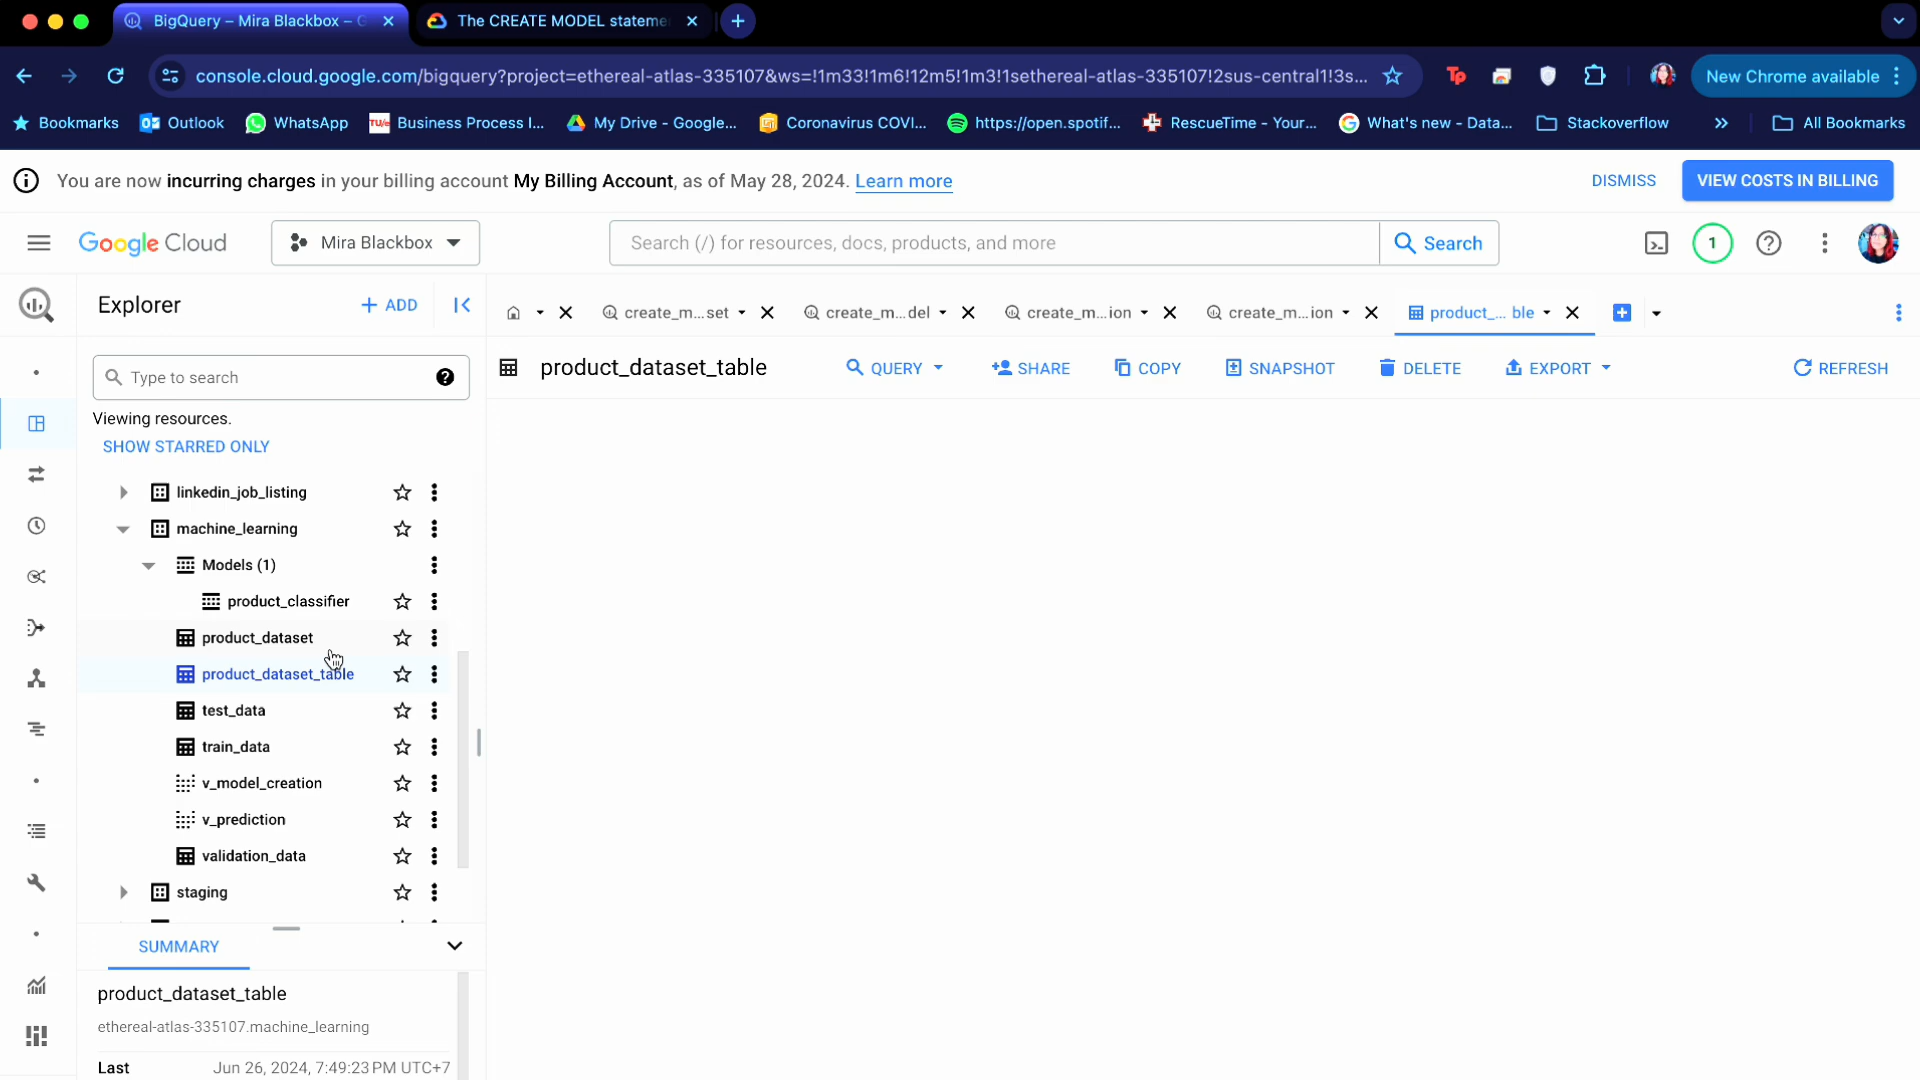 BigQuery – Mira Blackbox – G
The CREATE MODEL stateme
console.cloud.google.com/bigquery?project=ethereal-atlas-335107&ws=!1m33!1m6!12m5!1m3!1sethereal-atlas-335107!2sus-central1!3s...
New Chrome available
Bookmarks
Outlook
WhatsApp
TU/e
Business Process I...
My Drive - Google...
Coronavirus COVI...
https://open.spotif...
RescueTime - Your...
What's new - Data...
Stackoverflow
All Bookmarks
You are now incurring charges in your billing account My Billing Account, as of May 28, 2024. Learn more
DISMISS
VIEW COSTS IN BILLING
Google Cloud
Mira Blackbox
Search (/) for resources, docs, products, and more
Search
1
Explorer
+ ADD
create_m...set
create_m...del
create_m...ion
create_m...ion
product_... ble
Type to search
product_dataset_table
QUERY
SHARE
COPY
SNAPSHOT
DELETE
EXPORT
REFRESH
Viewing resources.
SHOW STARRED ONLY
linkedin_job_listing
machine_learning
Models (1)
product_classifier
product_dataset
product_dataset_table
test_data
train_data
v_model_creation
v_prediction
validation_data
staging
SUMMARY
product_dataset_table
ethereal-atlas-335107.machine_learning
Last
Jun 26, 2024, 7:49:23 PM UTC+7